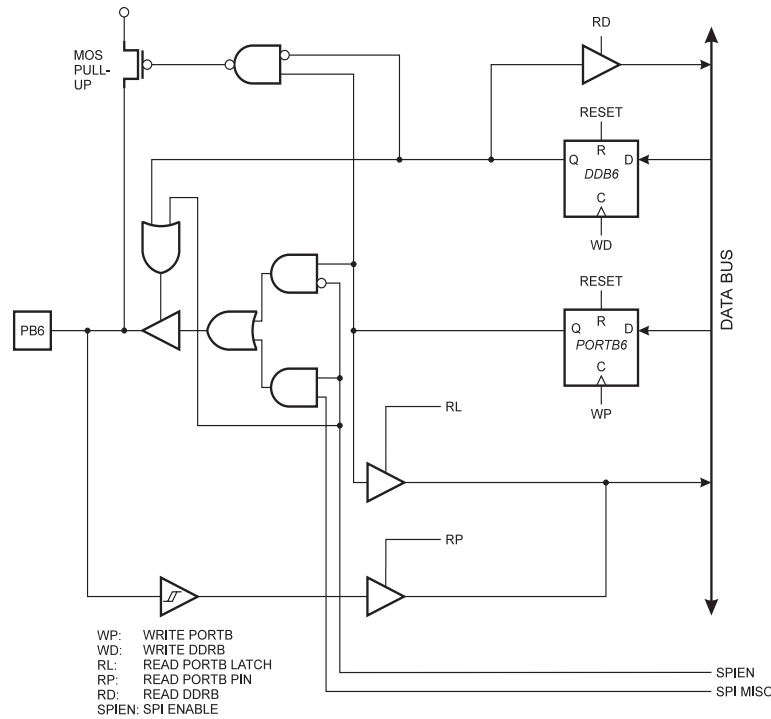 RD
MOS
PULL-
UP
RESET
R
Q
D
DDB6
C
WD
RESET
R
Q
D
PORTB6
C
WP
DATA BUS
PB6
RL
RP
WP: WRITE PORTB
WD: WRITE DDRB
RL: READ PORTB LATCH
RP: READ PORTB PIN
RD: READ DDRB
SPIEN: SPI ENABLE
SPIEN
SPI MISO